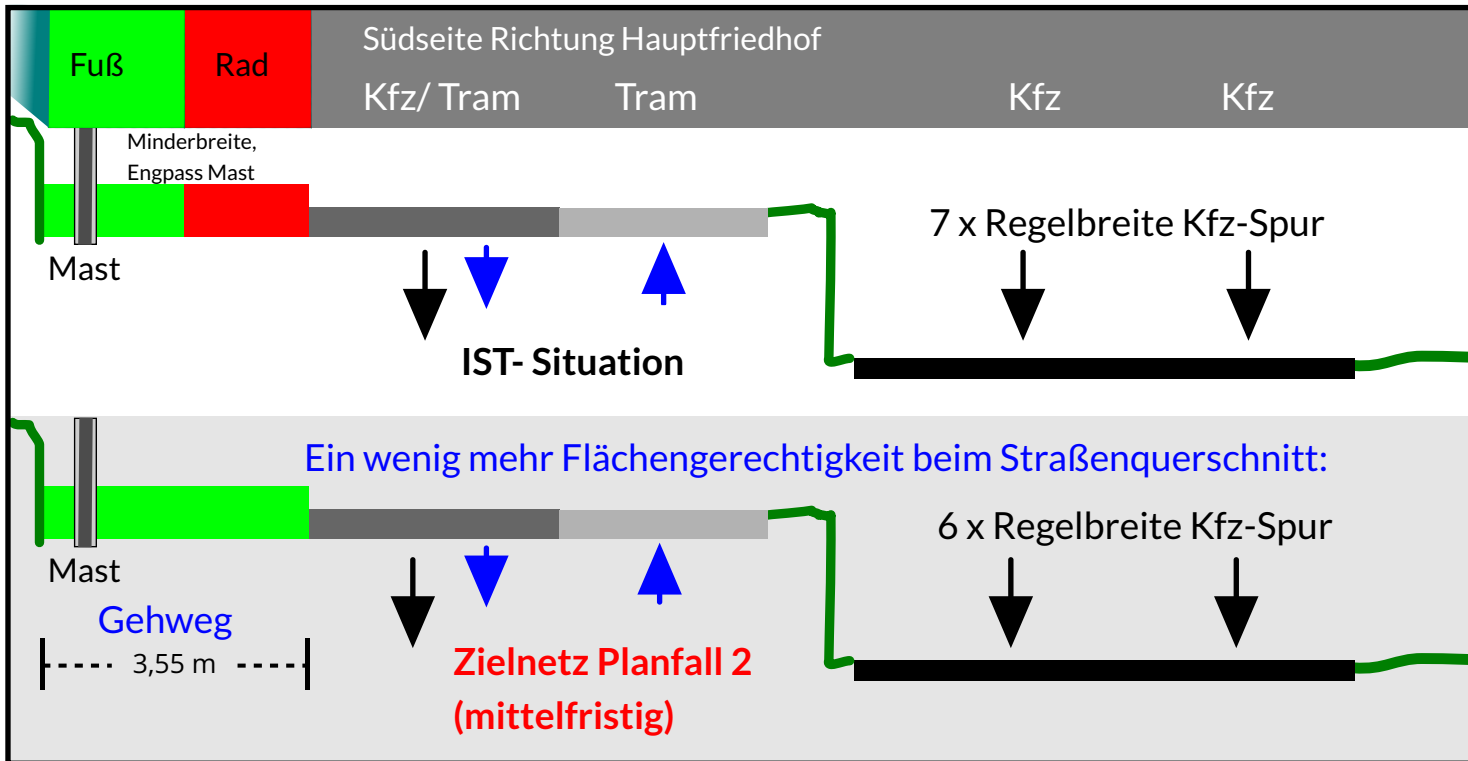 Südseite Richtung Hauptfriedhof
Fuß
Rad
Kfz/ Tram
Tram
Kfz
Kfz
Minderbreite,
Engpass Mast
7 x Regelbreite Kfz-Spur
Mast
IST- Situation
Ein wenig mehr Flächengerechtigkeit beim Straßenquerschnitt:
6 x Regelbreite Kfz-Spur
Mast
Gehweg
3,55 m
Zielnetz Planfall 2
(mittelfristig)